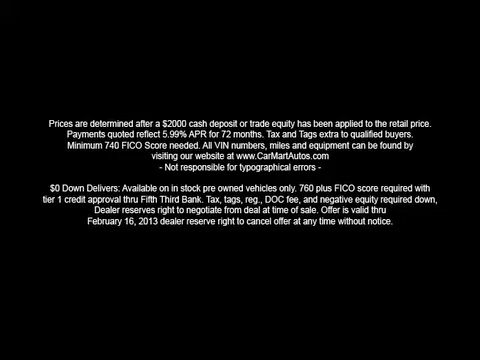 Prices are determined after a $2000 cash deposit or trade equity has been applied to the retail price.
Payments quoted reflect 5.99% APR for 72 months. Tax and Tags extra to qualified buyers.
Minimum 740 FICO Score needed. All VIN numbers, miles and equipment can be found by
visiting our website at www.CarMartAutos.com
- Not responsible for typographical errors -
$0 Down Delivers: Available on in stock pre owned vehicles only. 760 plus FICO score required with
tier 1 credit approval thru Fifth Third Bank. Tax, tags, reg., DOC fee, and negative equity required down,
Dealer reserves right to negotiate from deal at time of sale. Offer is valid thru
February 16, 2013 dealer reserve right to cancel offer at any time without notice.